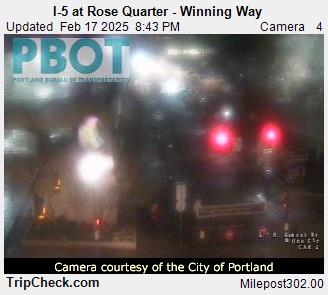 I-5 at Rose Quarter - Winning Way
Updated Feb 17 2025 8:43 PM Camera 4
PBOT
PORTLAND BUREAU OF TRANSPORTATION
Camera courtesy of the City of Portland
TripCheck.com Milepost302.00